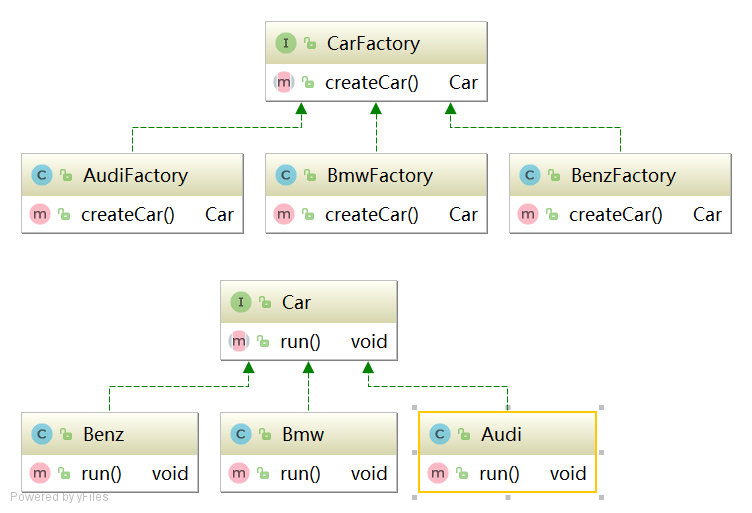 I CarFactory
m createCar() Car
C AudiFactory
m createCar() Car
C BmwFactory
m createCar() Car
C BenzFactory
m createCar() Car
I Car
m run() void
C Benz
m run() void
C Bmw
m run() void
C Audi
m run() void
Powered by yFiles